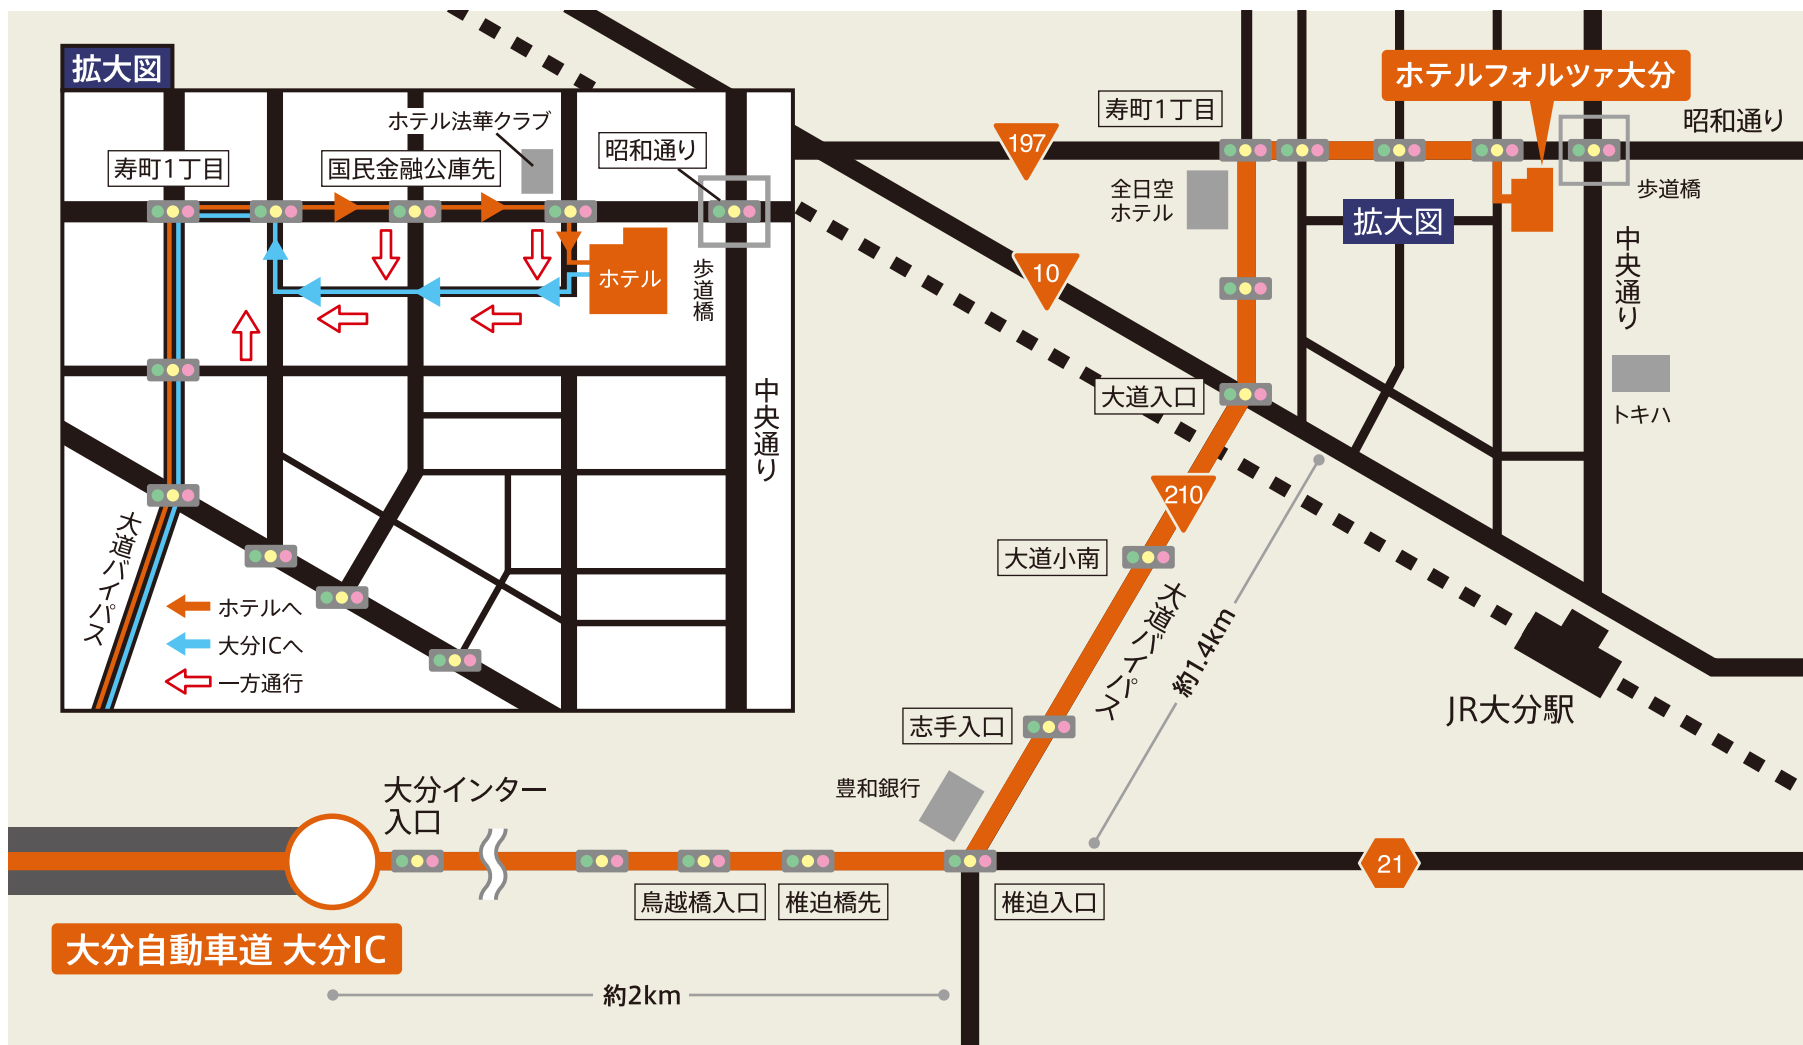 拡大図
ホテル法華クラブ
寿町1丁目
国民金融公庫先
昭和通り
ホテル
歩道橋
中央通り
大道バイパス
ホテルへ
大分ICへ
一方通行
ホテルフォルツァ大分
寿町1丁目
昭和通り
197
全日空
ホテル
歩道橋
拡大図
中央通り
10
トキハ
大道入口
210
大道小南
大道バイパス
約1.4km
JR大分駅
志手入口
豊和銀行
大分インター
入口
21
鳥越橋入口
椎迫橋先
椎迫入口
大分自動車道 大分IC
約2km